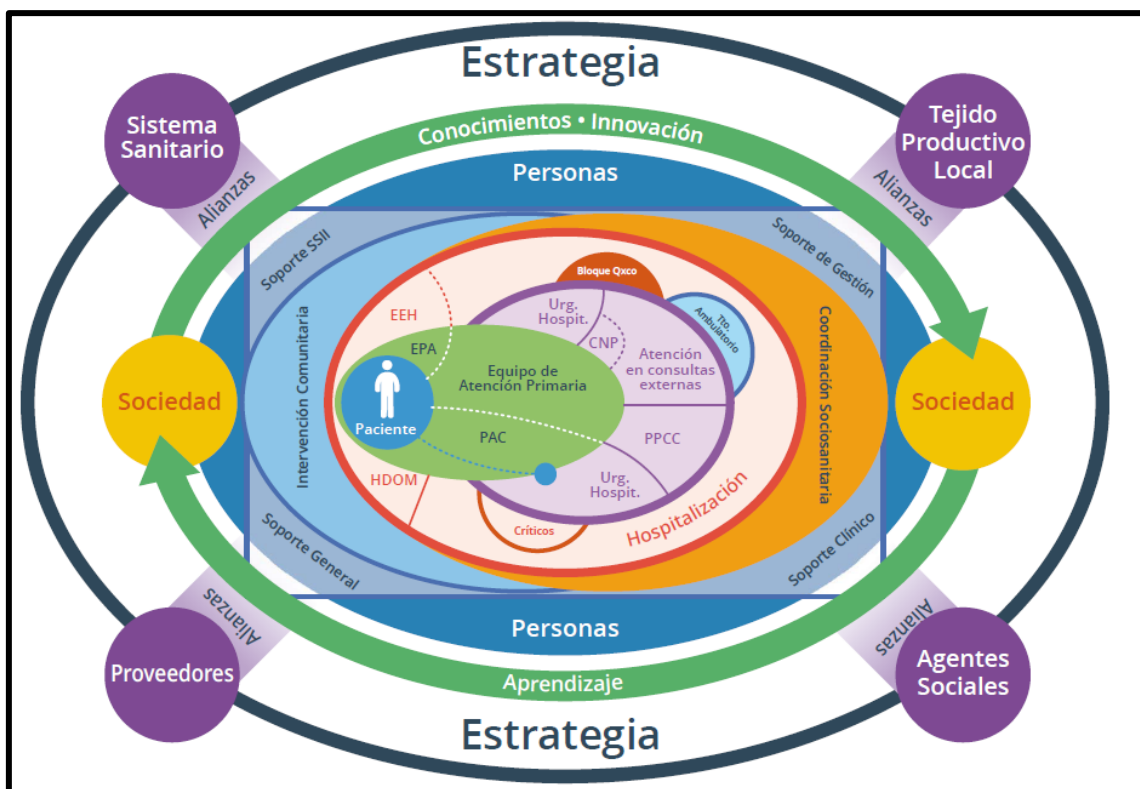 Estrategia
Sistema
Sanitario
Tejido
Productivo
Local
Conocimientos • Innovación
Alianzas
Alianzas
Personas
Soporte SSII
Soporte de Gestión
Bloque Qxco
Tto.
Ambulatorio
EEH
Urg.
Hospit.
CNP
EPA
Atención
en consultas
externas
Equipo de
Atención Primaria
Intervención Comunitaria
Coordinación Sociosanitaria
Sociedad
Paciente
Sociedad
PAC
PPCC
HDOM
Urg.
Hospit.
Críticos
Hospitalización
Soporte General
Soporte Clínico
Personas
Alianzas
Alianzas
Proveedores
Agentes
Sociales
Aprendizaje
Estrategia